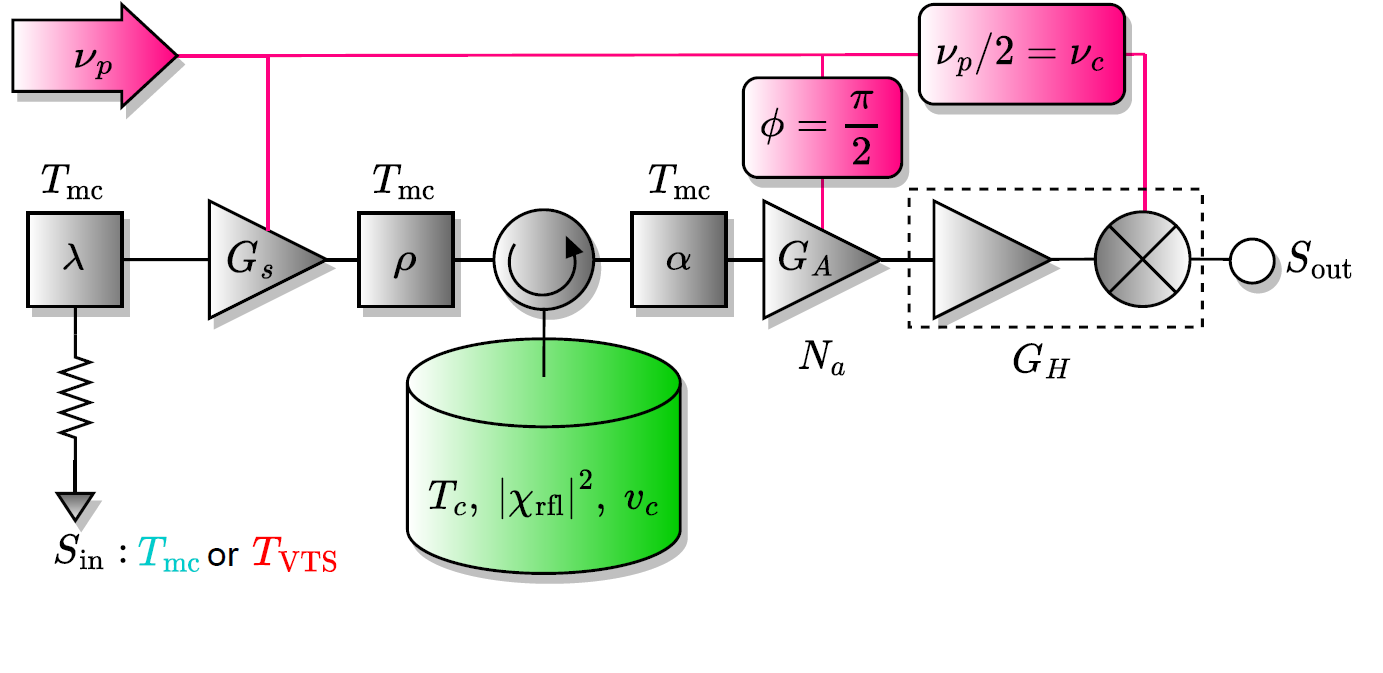 ν_p
ν_p/2 = ν_c
ϕ = π/2
T_mc
T_mc
T_mc
λ
G_s
ρ
α
G_A
S_out
N_a
G_H
T_c, |χ_rfl|^2, υ_c
S_in : T_mc or T_VTS